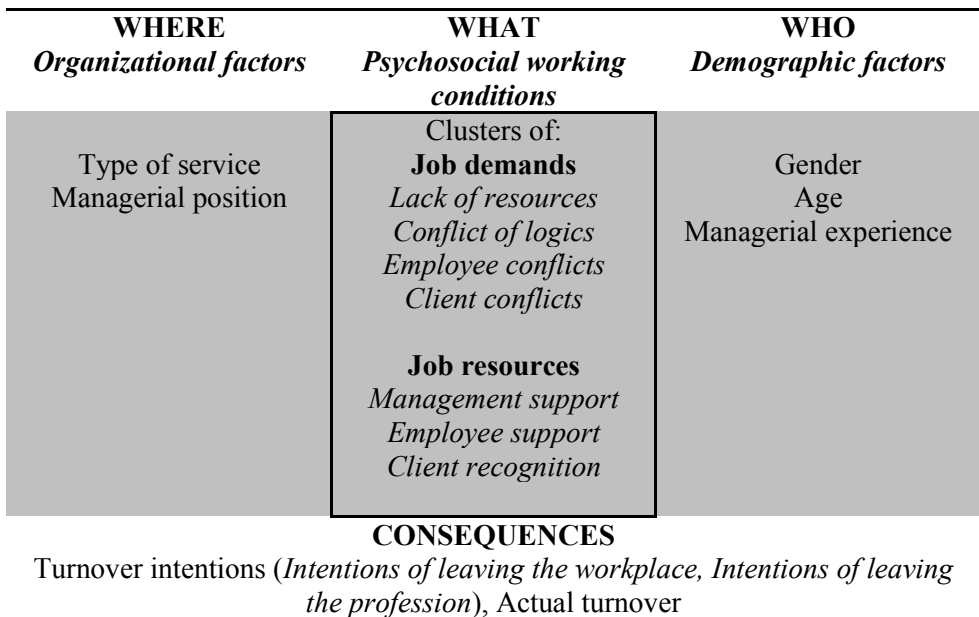 WHERE
Organizational factors
WHAT
Psychosocial working
conditions
WHO
Demographic factors
Type of service
Managerial position
Clusters of:
Job demands
Lack of resources
Conflict of logics
Employee conflicts
Client conflicts
Job resources
Management support
Employee support
Client recognition
Gender
Age
Managerial experience
CONSEQUENCES
Turnover intentions (Intentions of leaving the workplace, Intentions of leaving
the profession), Actual turnover